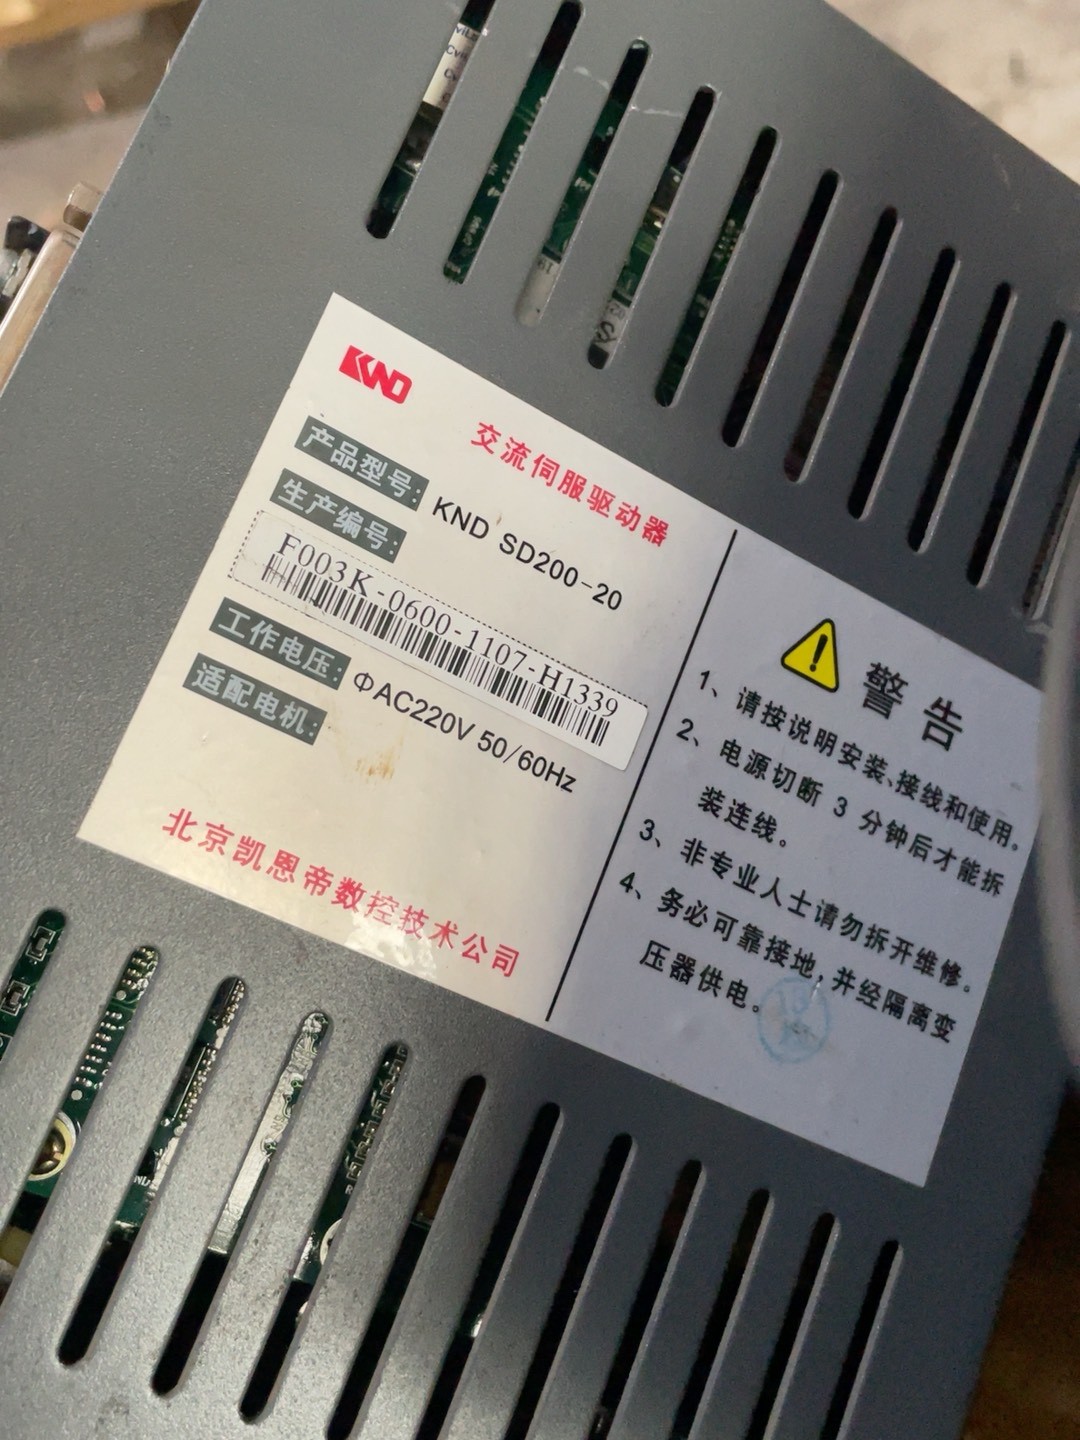 KND
交流伺服驱动器
产品型号: KND SD200-20
生产编号:
F003K-0600-1107-H1339
工作电压: ΦAC220V 50/60Hz
适配电机:
北京凯恩帝数控技术公司
警告
1、请按说明安装、接线和使用。
2、电源切断 3 分钟后才能拆
装连线。
3、非专业人士请勿拆开维修。
4、务必可靠接地，并经隔离变
压器供电。